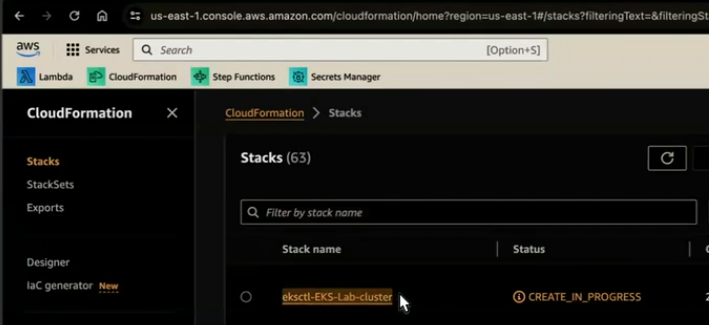 us-east-1.console.aws.amazon.com/cloudformation/home?region=us-east-1#/stacks?filteringText=&filteringSt
aws Services Search [Option+S]
Lambda CloudFormation Step Functions Secrets Manager
CloudFormation
CloudFormation > Stacks
Stacks
StackSets
Exports
Designer
IaC generator New
Stacks (63)
Filter by stack name
Stack name Status
eksctl-EKS-Lab-cluster CREATE_IN_PROGRESS